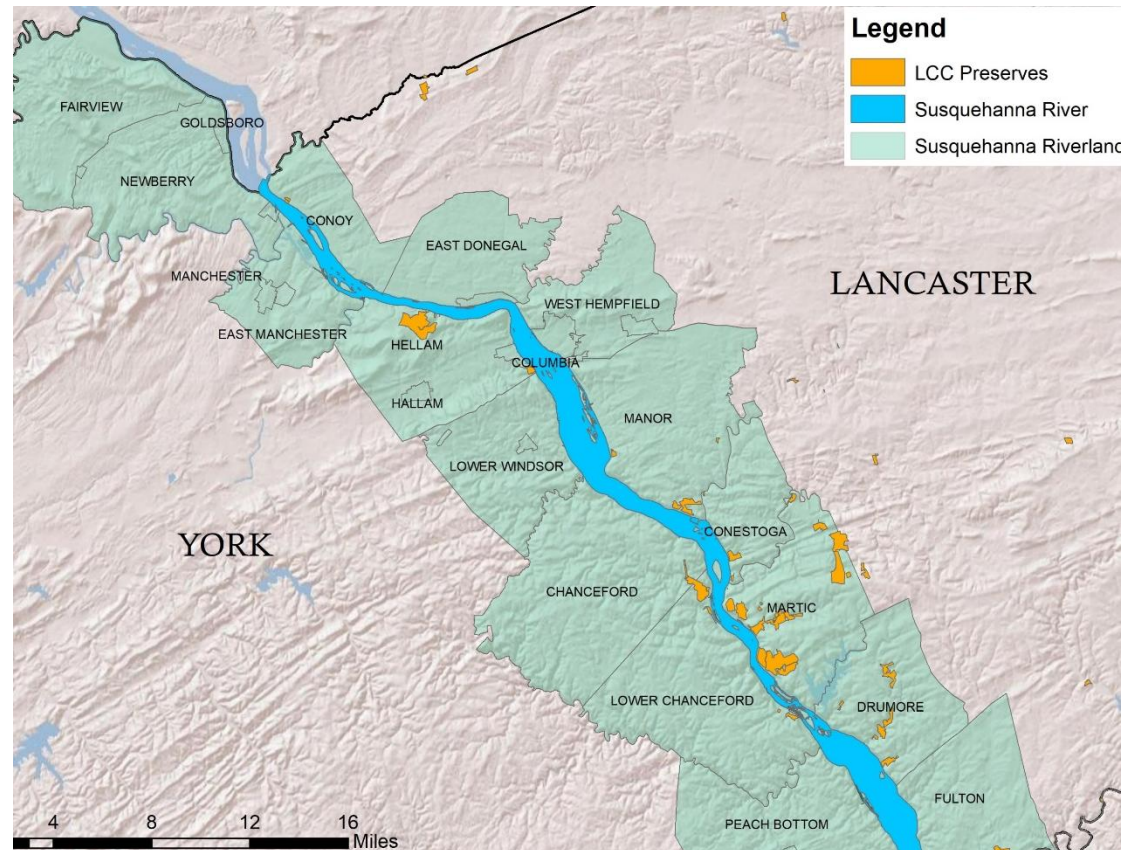 Legend
LCC Preserves
Susquehanna River
Susquehanna Riverland
FAIRVIEW
GOLDSBORO
NEWBERRY
CONOY
EAST DONEGAL
MANCHESTER
LANCASTER
WEST HEMPFIELD
EAST MANCHESTER
HELLAM
COLUMBIA
HALLAM
MANOR
LOWER WINDSOR
CONESTOGA
YORK
CHANCEFORD
MARTIC
LOWER CHANCEFORD
DRUMORE
FULTON
PEACH BOTTOM
4 8 12 16
Miles